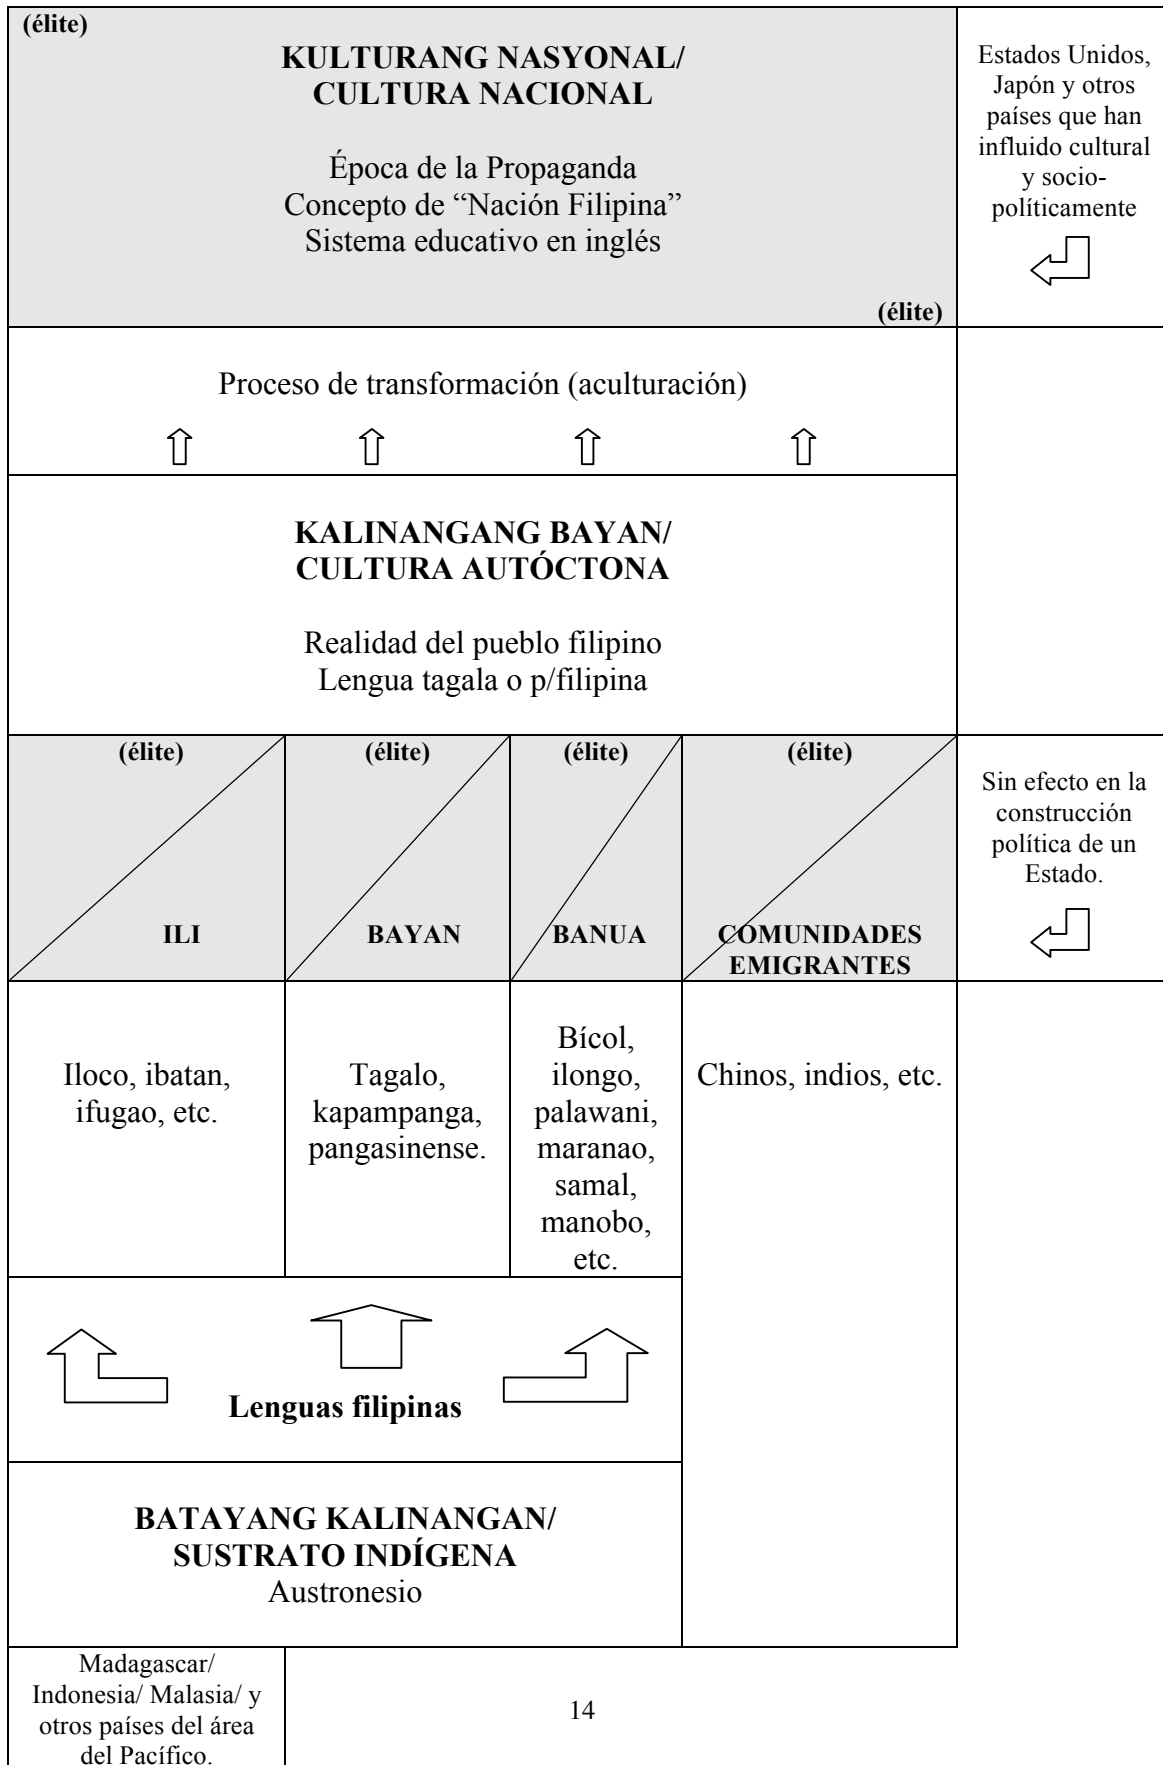 (élite)
KULTURANG NASYONAL/
CULTURA NACIONAL
Época de la Propaganda
Concepto de “Nación Filipina”
Sistema educativo en inglés
(élite)
Estados Unidos,
Japón y otros
países que han
influido cultural
y socio-
políticamente
Proceso de transformación (aculturación)
KALINANGANG BAYAN/
CULTURA AUTÓCTONA
Realidad del pueblo filipino
Lengua tagala o p/filipina
(élite)
ILI
(élite)
BAYAN
(élite)
BANUA
(élite)
COMUNIDADES
EMIGRANTES
Sin efecto en la
construcción
política de un
Estado.
Iloco, ibatan,
ifugao, etc.
Tagalo,
kapampanga,
pangasinense.
Bícol,
ilongo,
palawani,
maranao,
samal,
manobo,
etc.
Chinos, indios, etc.
Lenguas filipinas
BATAYANG KALINANGAN/
SUSTRATO INDÍGENA
Austronesio
Madagascar/
Indonesia/ Malasia/ y
otros países del área
del Pacífico.
14